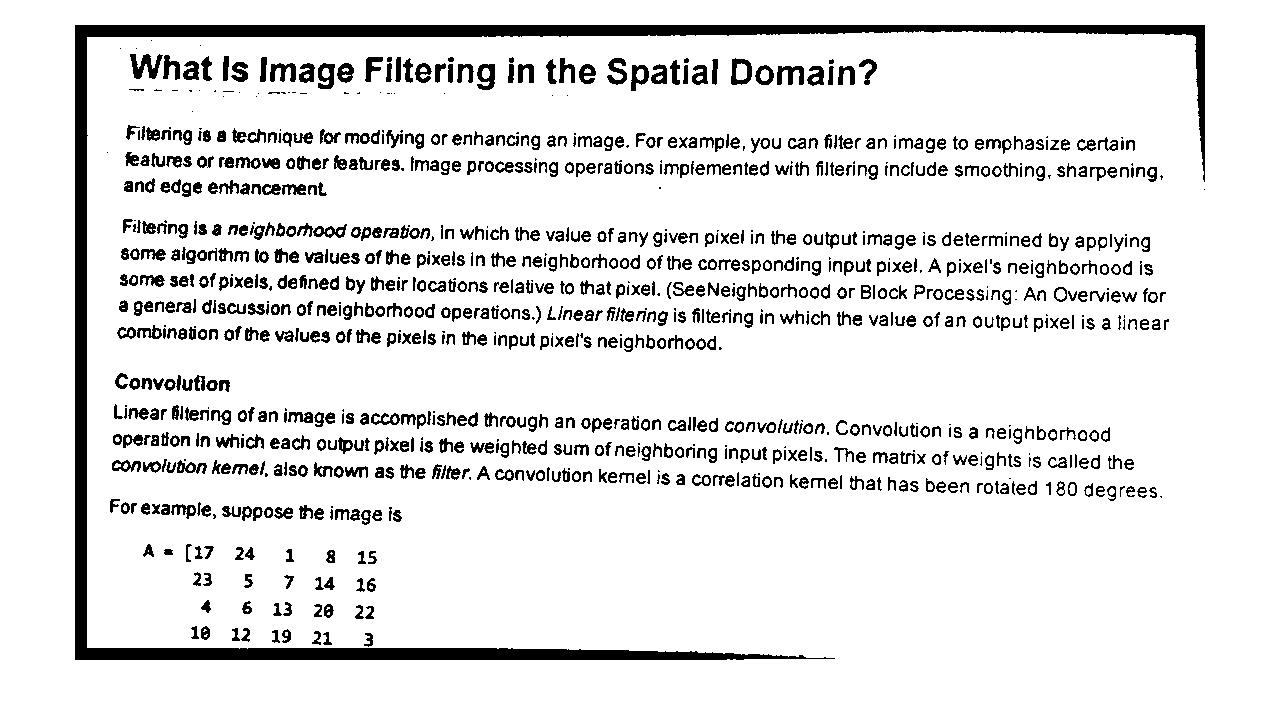 What Is Image Filtering in the Spatial Domain?
Filtering is a technique for modifying or enhancing an image. For example, you can filter an image to emphasize certain
features or remove other features. Image processing operations implemented with filtering include smoothing, sharpening,
and edge enhancement.
Filtering is a neighborhood operation, in which the value of any given pixel in the output image is determined by applying
some algorithm to the values of the pixels in the neighborhood of the corresponding input pixel. A pixel's neighborhood is
some set of pixels, defined by their locations relative to that pixel. (SeeNeighborhood or Block Processing: An Overview for
a general discussion of neighborhood operations.) Linear filtering is filtering in which the value of an output pixel is a linear
combination of the values of the pixels in the input pixel's neighborhood.
Convolution
Linear filtering of an image is accomplished through an operation called convolution. Convolution is a neighborhood
operation in which each output pixel is the weighted sum of neighboring input pixels. The matrix of weights is called the
convolution kernel, also known as the filter. A convolution kernel is a correlation kernel that has been rotated 180 degrees.
For example, suppose the image is
A = [17 24 1 8 15
23 5 7 14 16
4 6 13 20 22
10 12 19 21 3